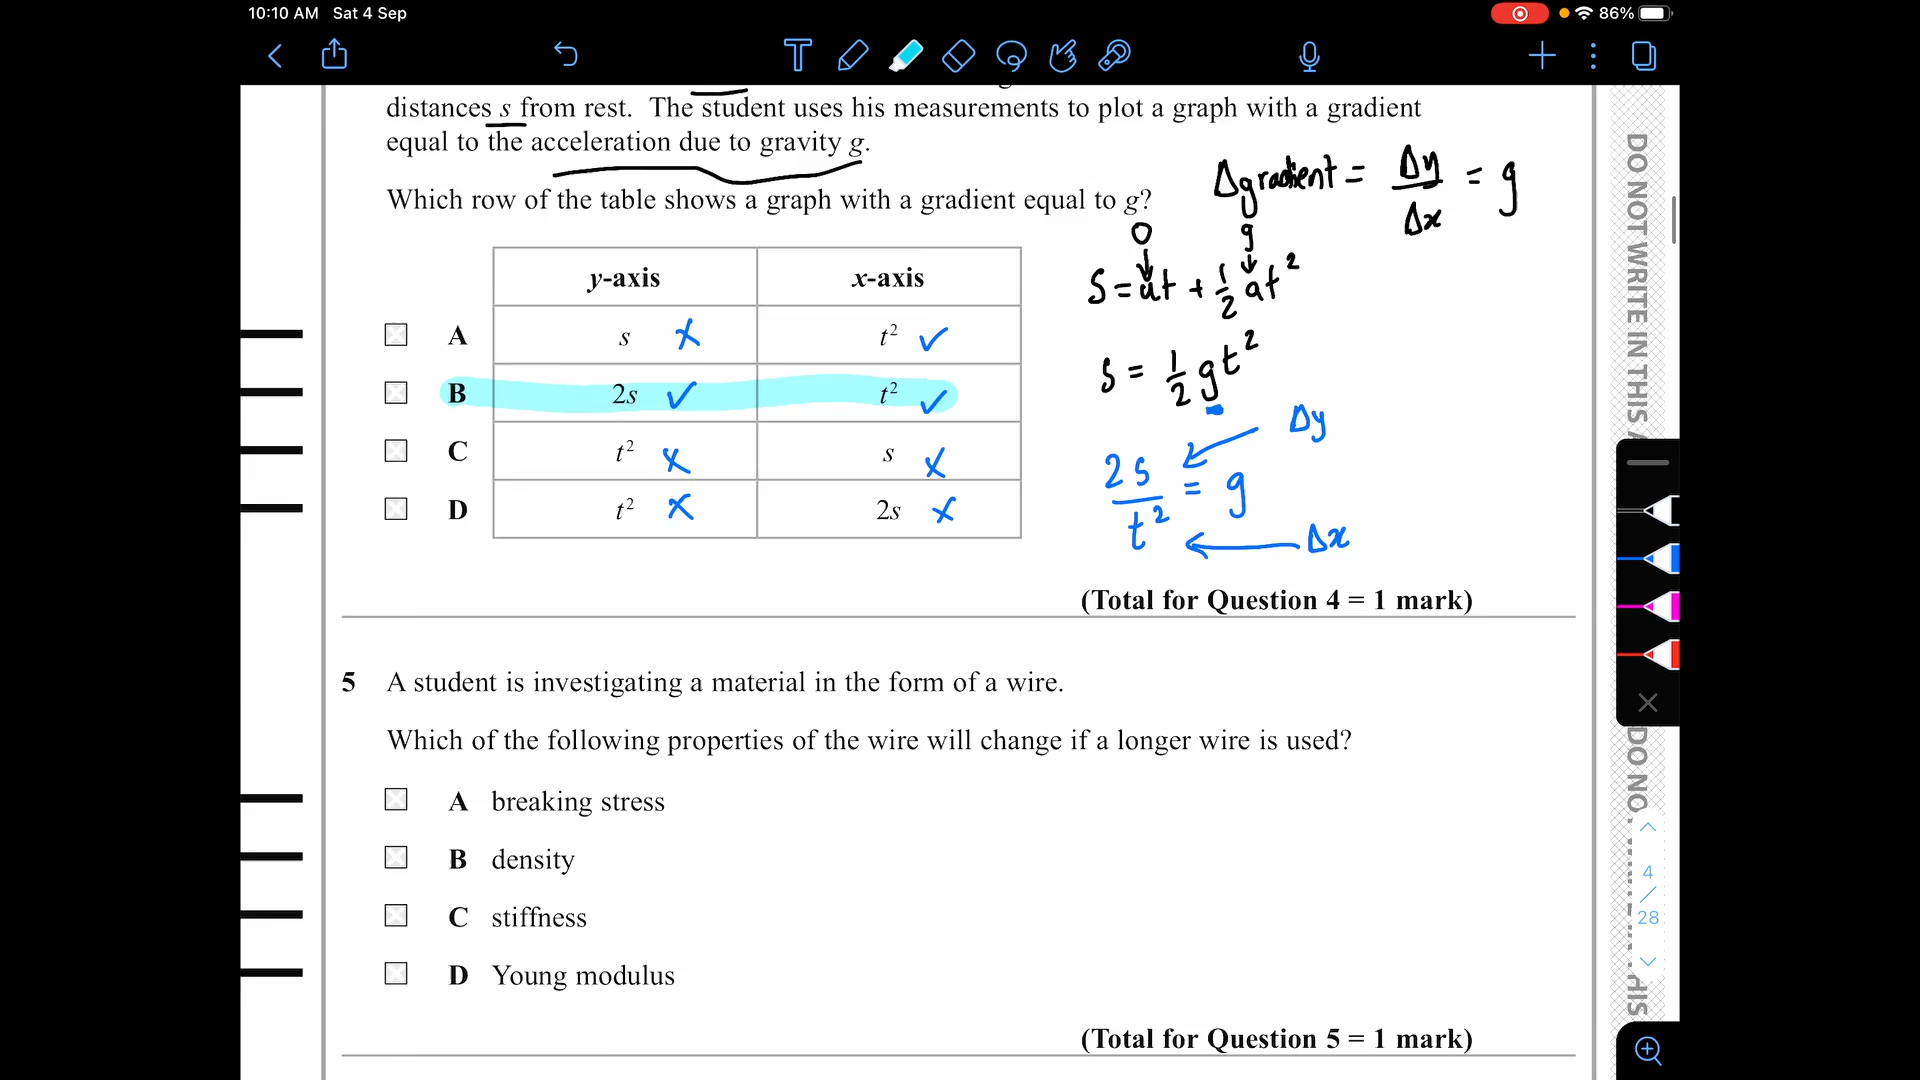 10:10 AM Sat 4 Sep
86%
distances s from rest. The student uses his measurements to plot a graph with a gradient
equal to the acceleration due to gravity g.
Δgradient = Δy/Δx = g
Which row of the table shows a graph with a gradient equal to g?
y-axis x-axis
A s ✗ t² ✓
B 2s ✓ t² ✓
C t² ✗ s ✗
D t² ✗ 2s ✗
0 g
S = ut + 1/2 at²
s = 1/2 gt²
Δy
2s/t² = g
Δx
(Total for Question 4 = 1 mark)
5 A student is investigating a material in the form of a wire.
Which of the following properties of the wire will change if a longer wire is used?
A breaking stress
B density
C stiffness
D Young modulus
(Total for Question 5 = 1 mark)
DO NOT WRITE IN THIS
DO NO
HIS
4
/
28